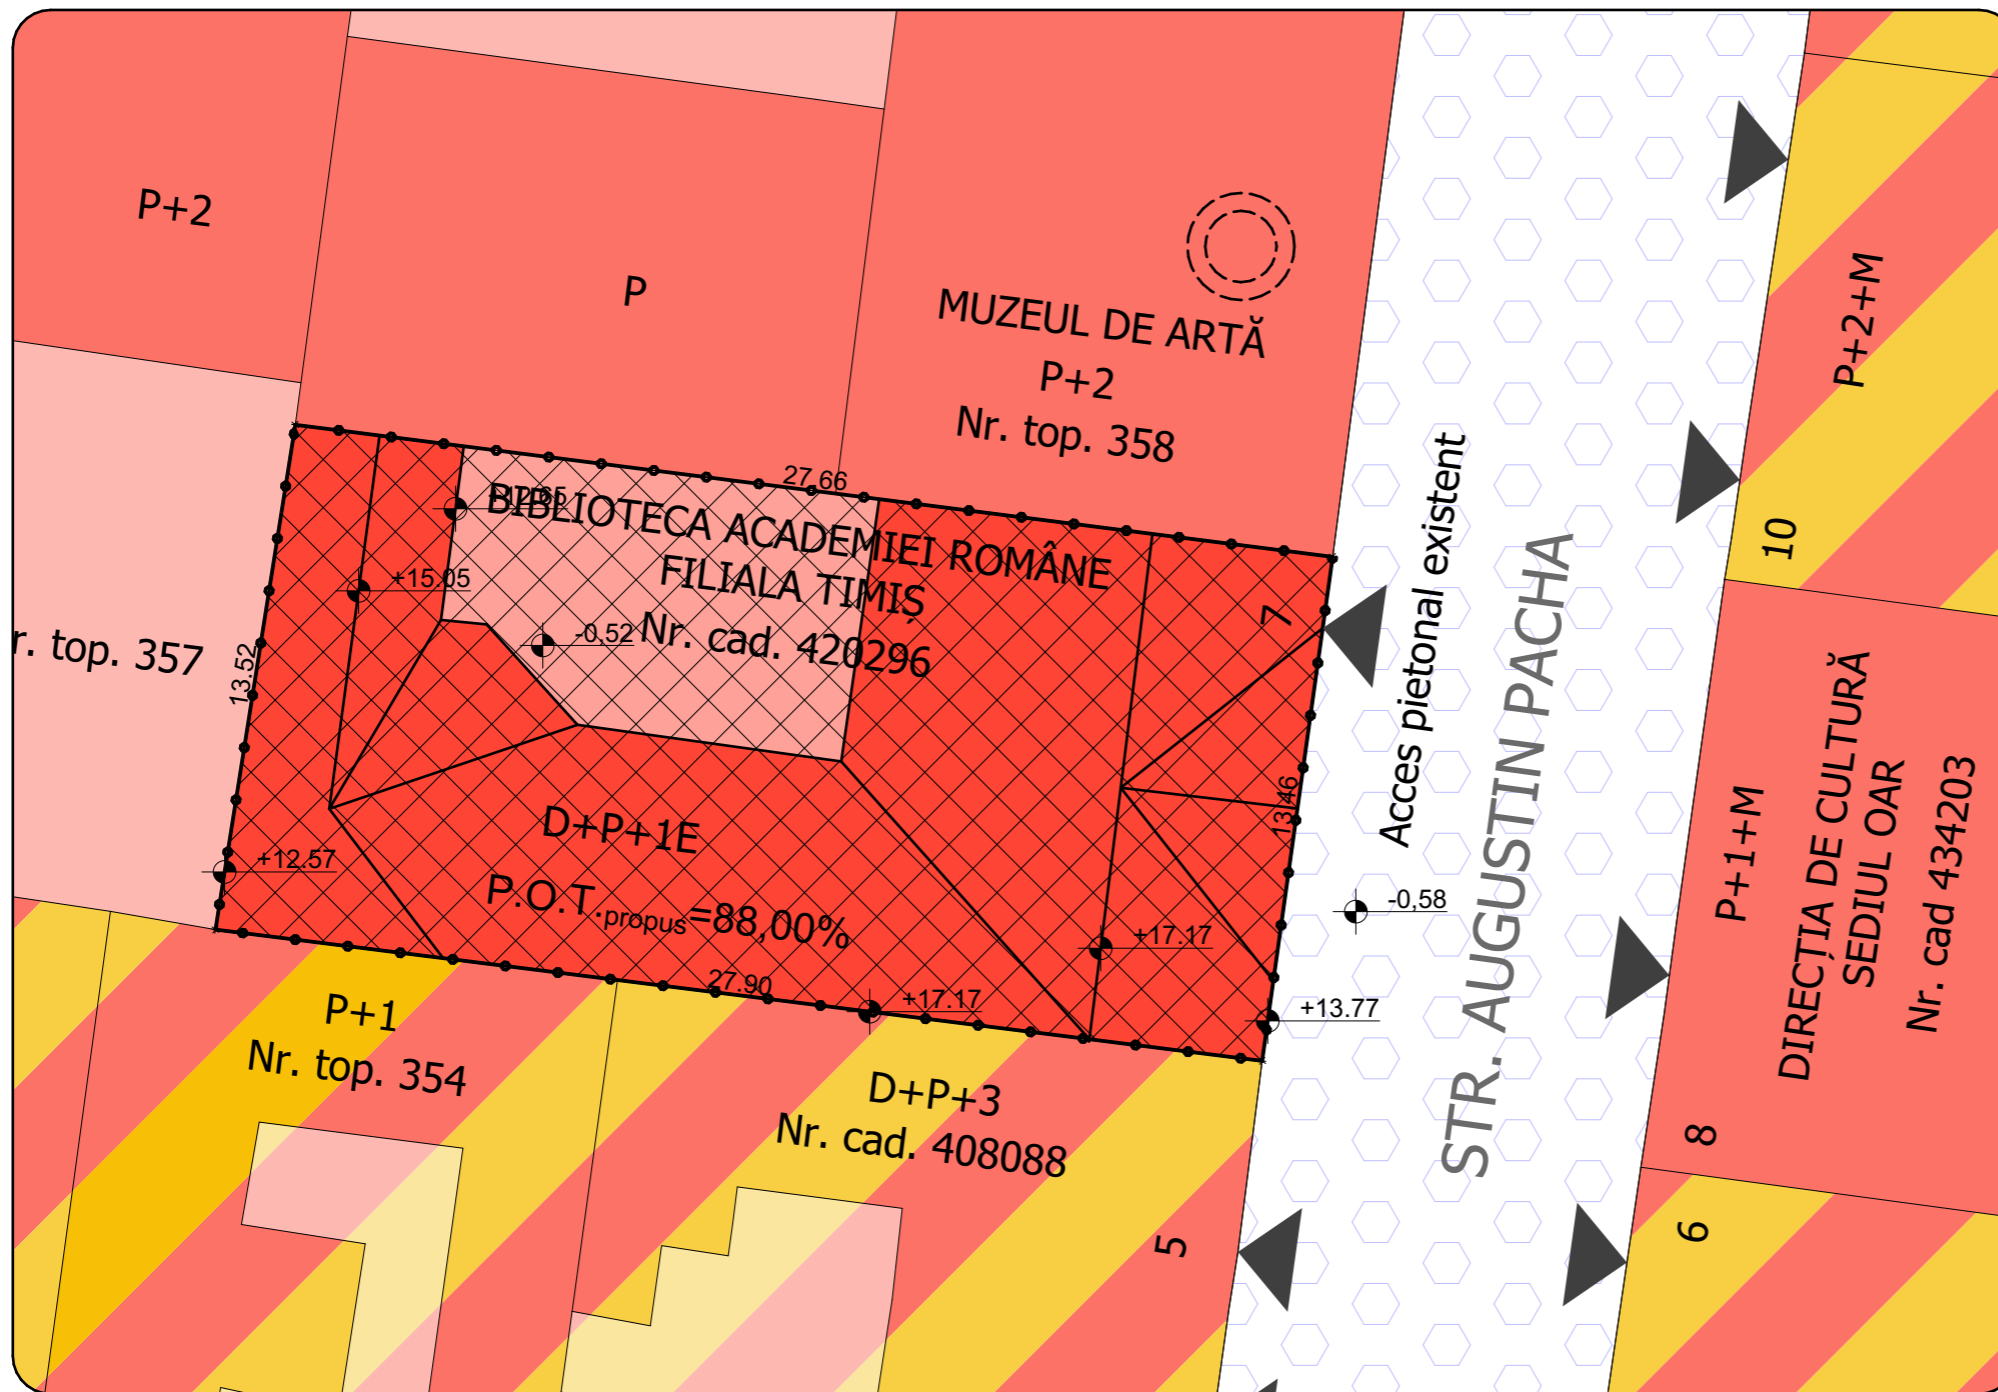 P+2
P
MUZEUL DE ARTĂ
P+2
Nr. top. 358
P+2+M
10
27.66
+12.65
BIBLIOTECA ACADEMIEI ROMÂNE
FILIALA TIMIȘ
Nr. cad. 420296
+15.05
-0,52
7
Acces pietonal existent
STR. AUGUSTIN PACHA
r. top. 357
13.52
13.46
D+P+1E
P.O.T.propus=88,00%
+12.57
+17.17
-0,58
+13.77
27.90
+17.17
P+1+M
DIRECȚIA DE CULTURĂ
SEDIUL OAR
Nr. cad 434203
8
6
P+1
Nr. top. 354
D+P+3
Nr. cad. 408088
5